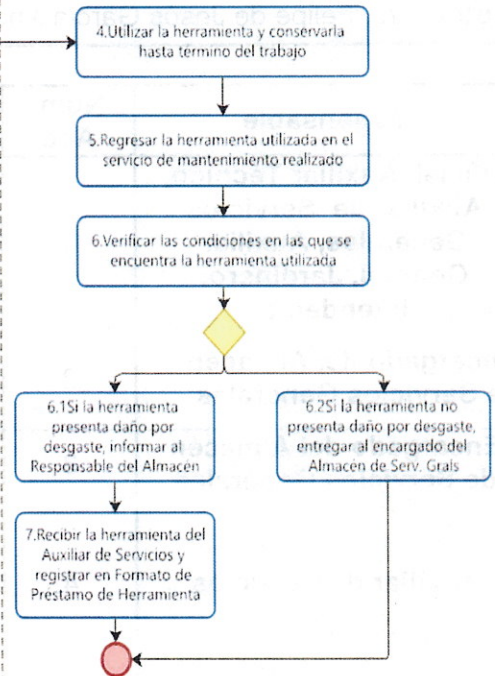 4.Utilizar la herramienta y conservarla
hasta término del trabajo
5.Regresar la herramienta utilizada en el
servicio de mantenimiento realizado
6.Verificar las condiciones en las que se
encuentra la herramienta utilizada
6.1Si la herramienta
presenta daño por
desgaste, informar al
Responsable del Almacén
6.2Si la herramienta no
presenta daño por desgaste,
entregar al encargado del
Almacén de Serv. Grals
7.Recibir la herramienta del
Auxiliar de Servicios y
registrar en Formato de
Préstamo de Herramienta